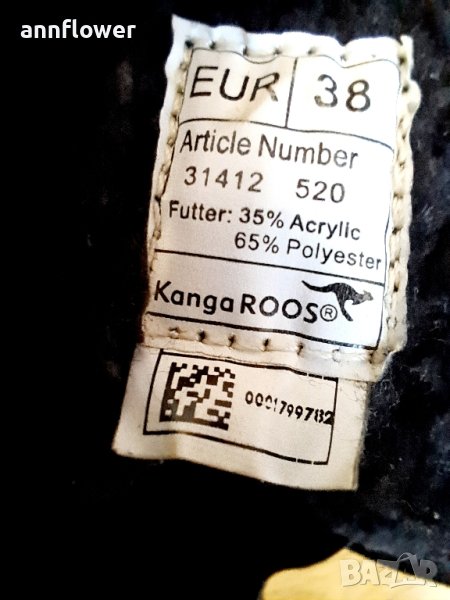 annflower
EUR 38
Article Number
31412 520
Futter: 35% Acrylic
65% Polyester
KangaROOS®
0001799782
BAZAR